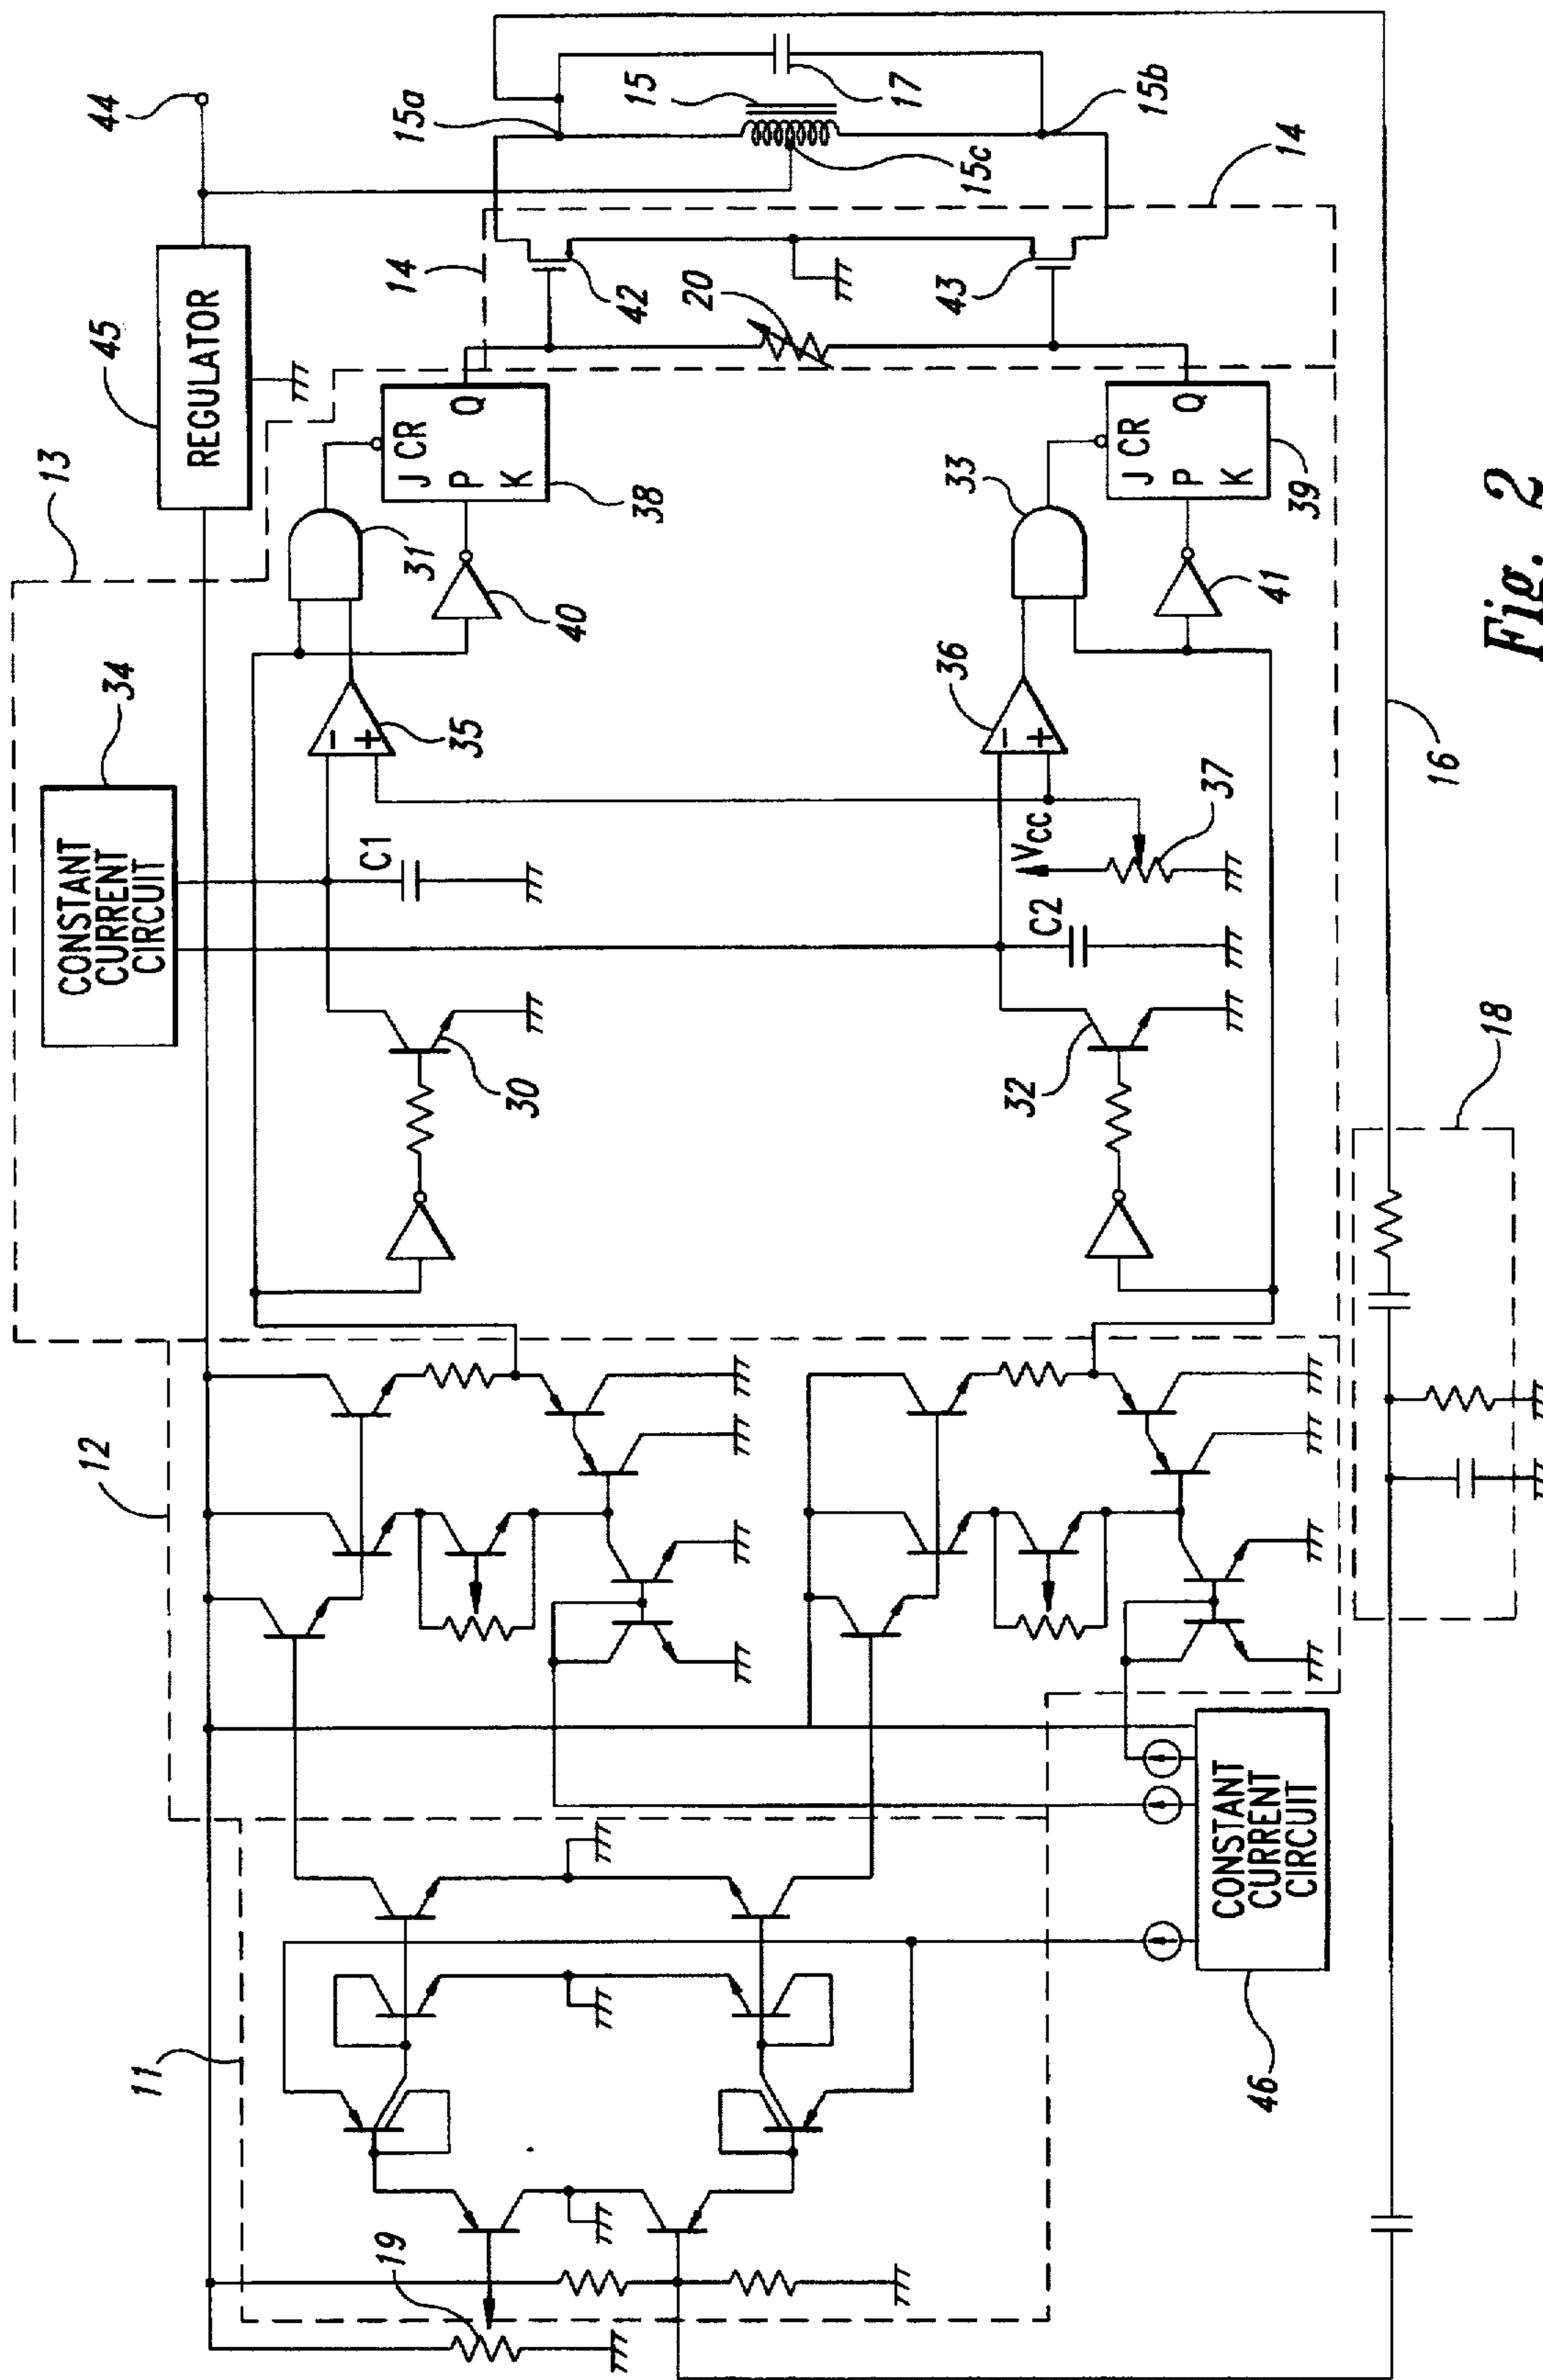 44
45
REGULATOR
13
34
CONSTANT
CURRENT
CIRCUIT
12
11
19
15a
15
17
15c
15b
14
14
42
20
43
J
CR
P
K
Q
38
31
40
35
-
+
C1
30
33
J
CR
P
K
Q
39
41
36
-
+
Vcc
37
C2
32
16
18
CONSTANT
CURRENT
CIRCUIT
46
Fig. 2